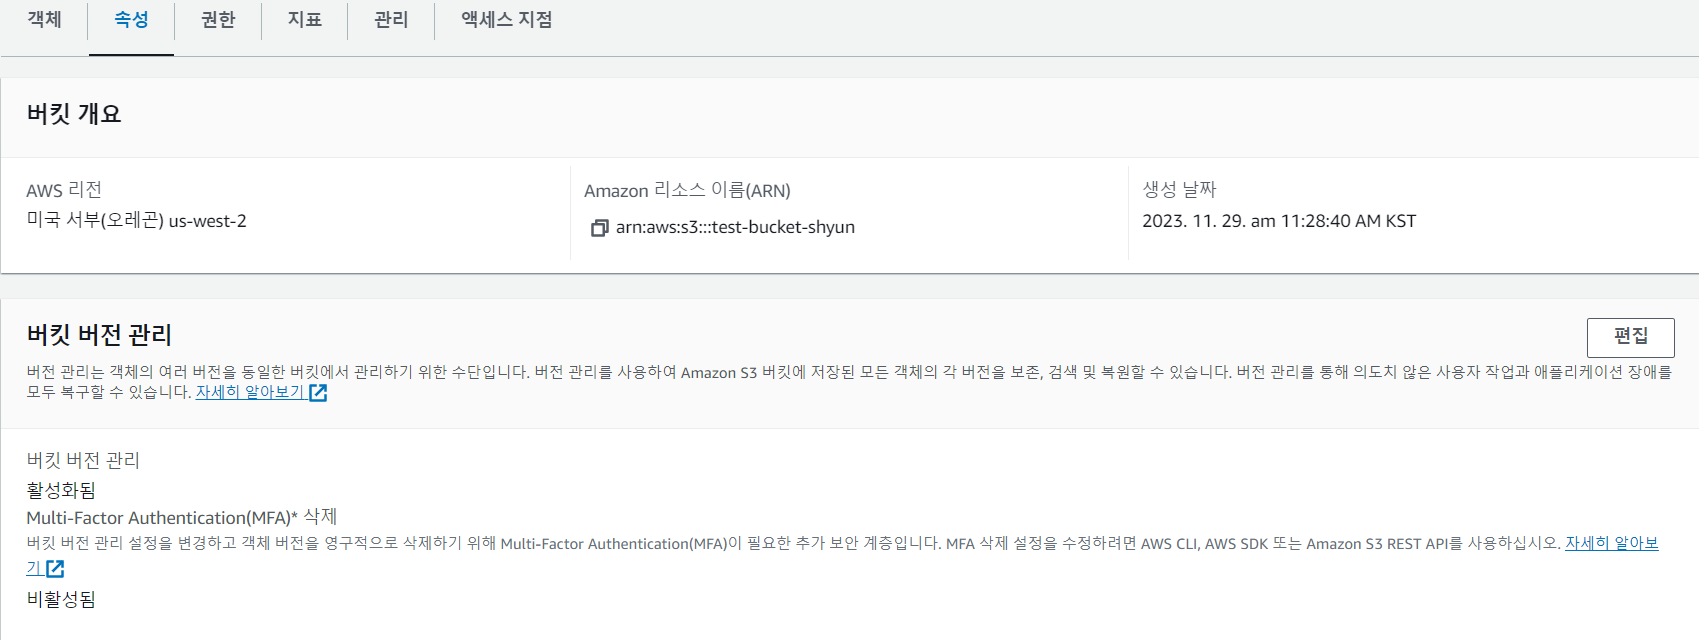 객체 속성 권한 지표 관리 액세스 지점
버킷 개요
AWS 리전
미국 서부(오레곤) us-west-2
Amazon 리소스 이름(ARN)
arn:aws:s3:::test-bucket-shyun
생성 날짜
2023. 11. 29. am 11:28:40 AM KST
버킷 버전 관리
편집
버전 관리는 객체의 여러 버전을 동일한 버킷에서 관리하기 위한 수단입니다. 버전 관리를 사용하여 Amazon S3 버킷에 저장된 모든 객체의 각 버전을 보존, 검색 및 복원할 수 있습니다. 버전 관리를 통해 의도치 않은 사용자 작업과 애플리케이션 장애를
모두 복구할 수 있습니다. 자세히 알아보기
버킷 버전 관리
활성화됨
Multi-Factor Authentication(MFA)* 삭제
버킷 버전 관리 설정을 변경하고 객체 버전을 영구적으로 삭제하기 위해 Multi-Factor Authentication(MFA)이 필요한 추가 보안 계층입니다. MFA 삭제 설정을 수정하려면 AWS CLI, AWS SDK 또는 Amazon S3 REST API를 사용하십시오. 자세히 알아보
기
비활성됨